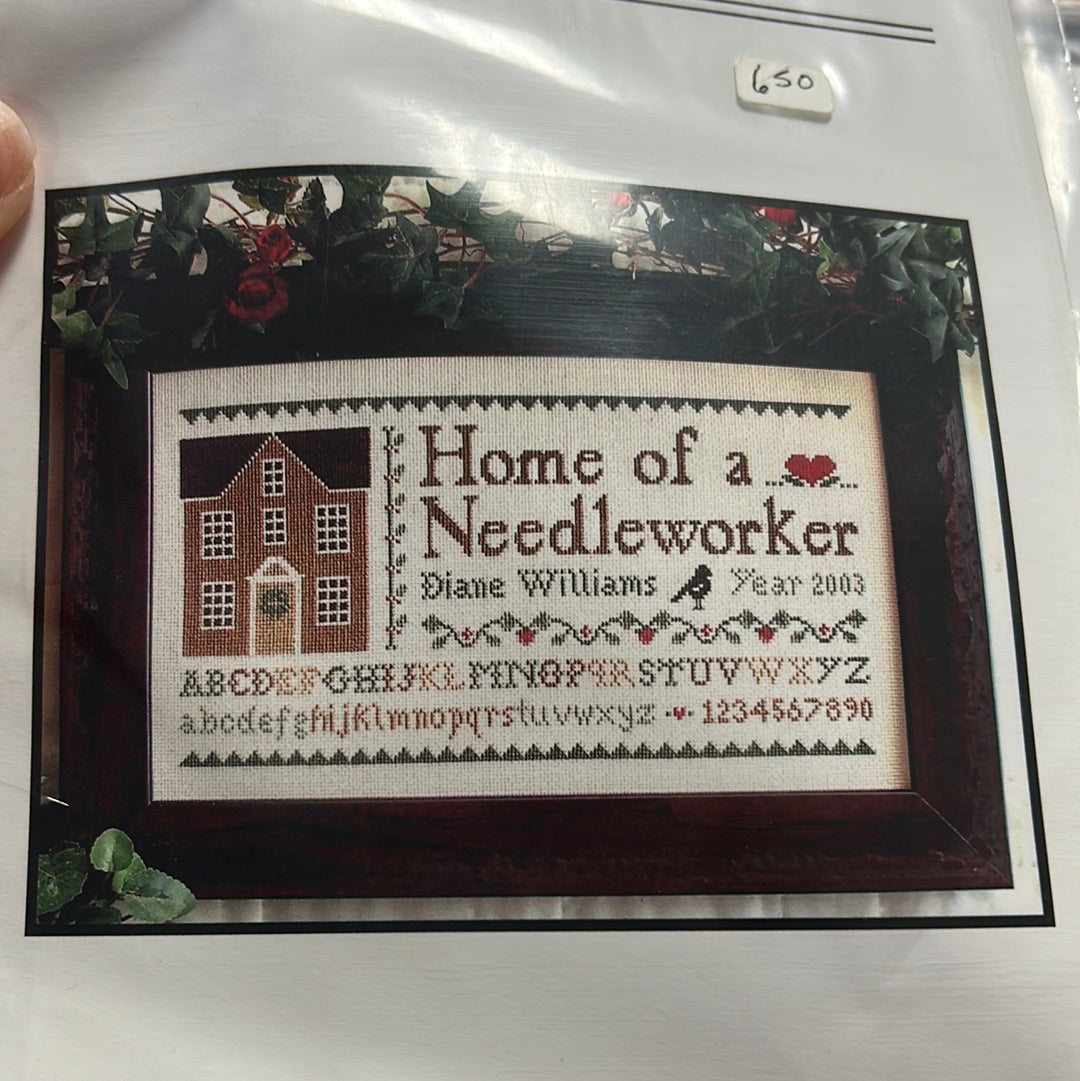 650
Home of a
Needleworker
Diane Williams Year 2003
ABCDEFGHIJKLMNOPQRSTUVWXYZ
abcdefghijklmnopqrstuvwxyz 1234567890